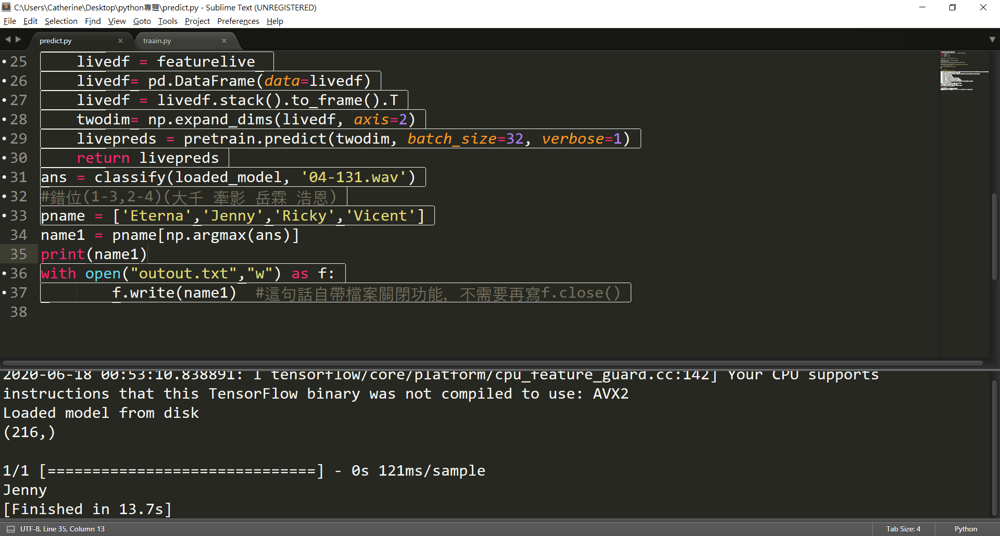 C:\Users\Catherine\Desktop\python專題\predict.py - Sublime Text (UNREGISTERED)
File Edit Selection Find View Goto Tools Project Preferences Help
predict.py × traain.py ×
25 livedf = featurelive
26 livedf= pd.DataFrame(data=livedf)
27 livedf = livedf.stack().to_frame().T
28 twodim= np.expand_dims(livedf, axis=2)
29 livepreds = pretrain.predict(twodim, batch_size=32, verbose=1)
30 return livepreds
31 ans = classify(loaded_model, '04-131.wav')
32 #錯位(1-3,2-4)(大千 牽影 岳霖 浩恩)
33 pname = ['Eterna','Jenny','Ricky','Vicent']
34 name1 = pname[np.argmax(ans)]
35 print(name1)
36 with open("outout.txt","w") as f:
37 f.write(name1) #這句話自帶檔案關閉功能, 不需要再寫f.close()
38
2020-06-18 00:53:10.838891: I tensorflow/core/platform/cpu_feature_guard.cc:142] Your CPU supports
instructions that this TensorFlow binary was not compiled to use: AVX2
Loaded model from disk
(216,)
1/1 [==============================] - 0s 121ms/sample
Jenny
[Finished in 13.7s]
UTF-8, Line 35, Column 13 Tab Size: 4 Python